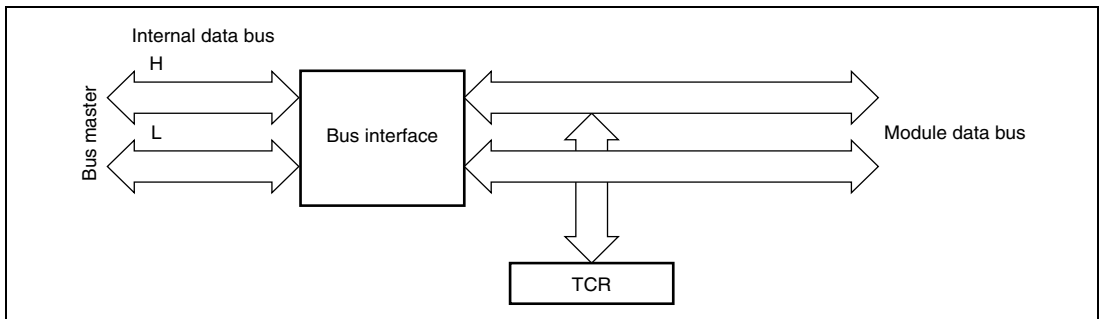 Internal data bus
H
L
Bus master
Bus interface
Module data bus
TCR